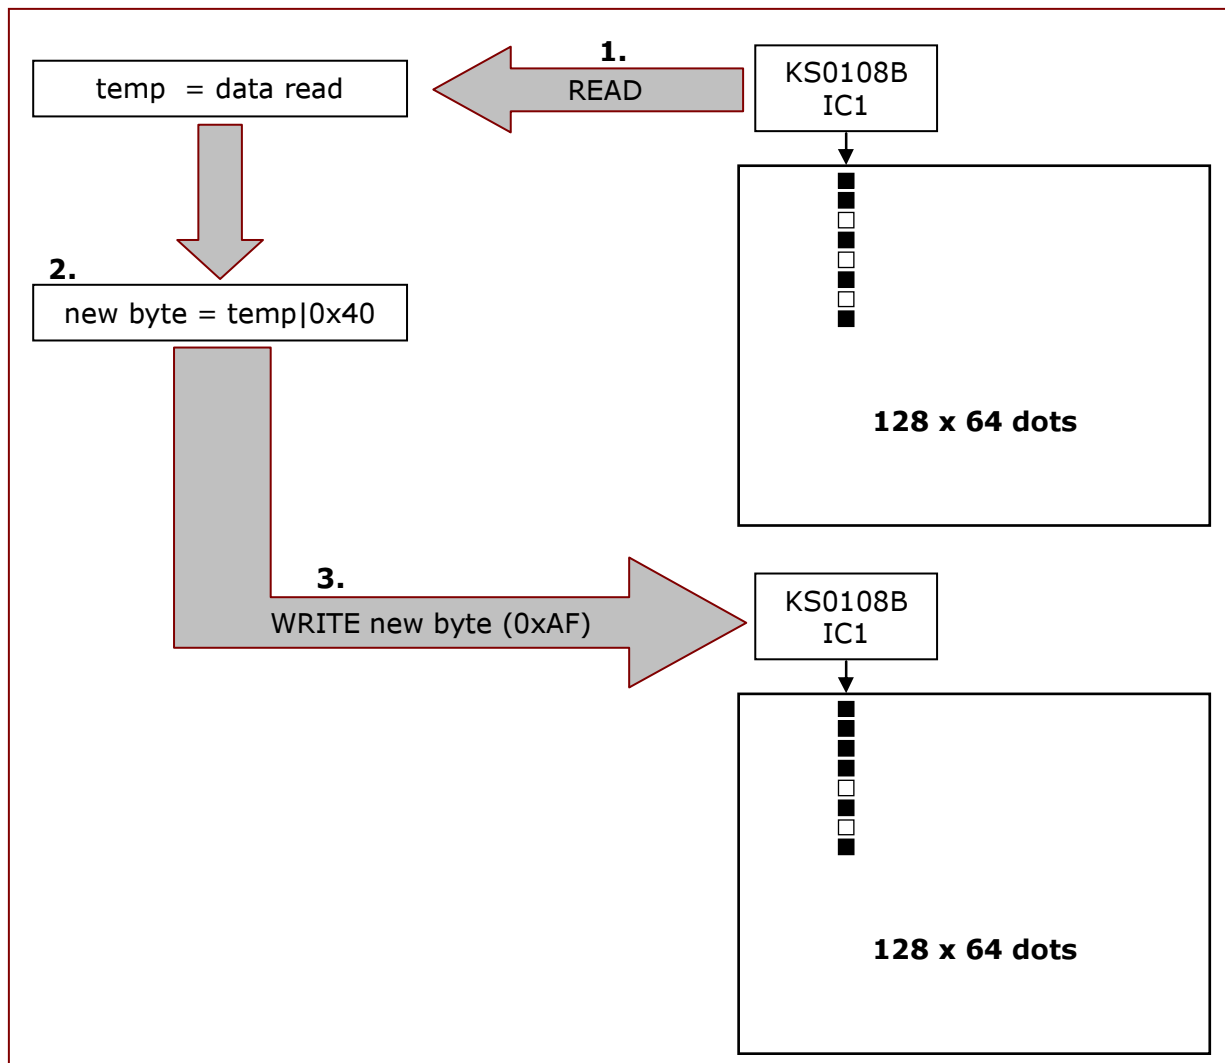 1.
READ
KS0108B
IC1
temp = data read
2.
new byte = temp|0x40
128 x 64 dots
3.
WRITE new byte (0xAF)
KS0108B
IC1
128 x 64 dots